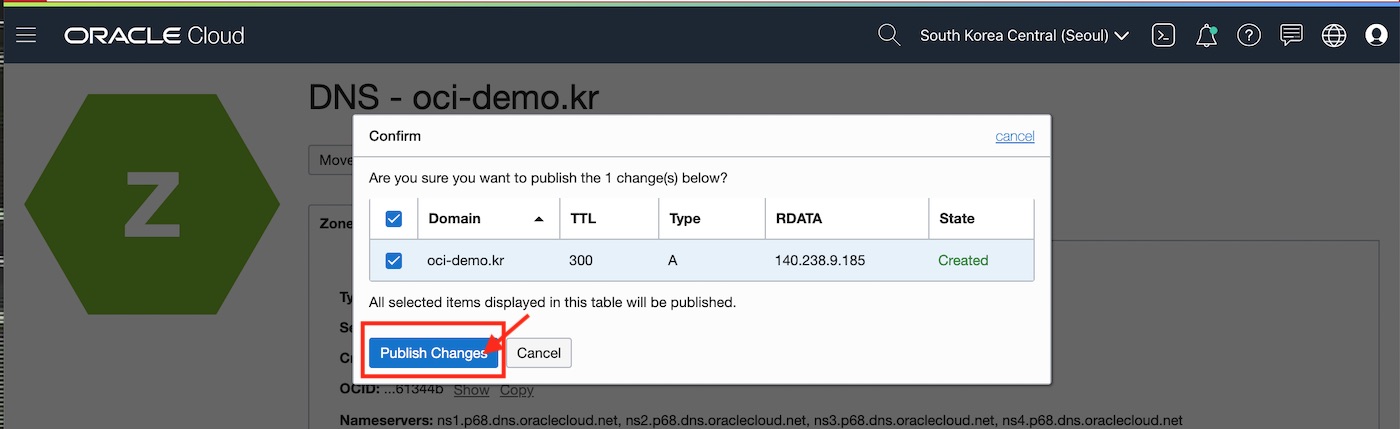 ORACLE Cloud
South Korea Central (Seoul)
DNS - oci-demo.kr
Z
Move
Confirm
cancel
Are you sure you want to publish the 1 change(s) below?
Domain TTL Type RDATA State
oci-demo.kr 300 A 140.238.9.185 Created
All selected items displayed in this table will be published.
Publish Changes Cancel
Zone
Ty
Se
Cr
OCID: ...61344b Show Copy
Nameservers: ns1.p68.dns.oraclecloud.net, ns2.p68.dns.oraclecloud.net, ns3.p68.dns.oraclecloud.net, ns4.p68.dns.oraclecloud.net